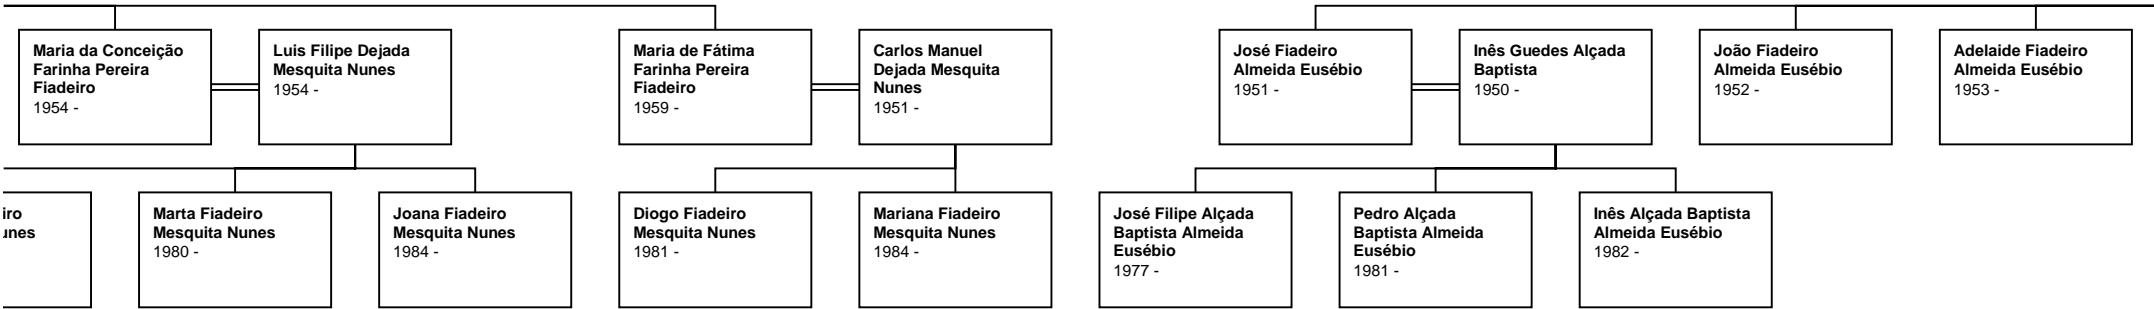 Maria da Conceição
Farinha Pereira
Fiadeiro
1954 -
Luis Filipe Dejada
Mesquita Nunes
1954 -
Maria de Fátima
Farinha Pereira
Fiadeiro
1959 -
Carlos Manuel
Dejada Mesquita
Nunes
1951 -
José Fiadeiro
Almeida Eusébio
1951 -
Inês Guedes Alçada
Baptista
1950 -
João Fiadeiro
Almeida Eusébio
1952 -
Adelaide Fiadeiro
Almeida Eusébio
1953 -
Marta Fiadeiro
Mesquita Nunes
1980 -
Joana Fiadeiro
Mesquita Nunes
1984 -
Diogo Fiadeiro
Mesquita Nunes
1981 -
Mariana Fiadeiro
Mesquita Nunes
1984 -
José Filipe Alçada
Baptista Almeida
Eusébio
1977 -
Pedro Alçada
Baptista Almeida
Eusébio
1981 -
Inês Alçada Baptista
Almeida Eusébio
1982 -